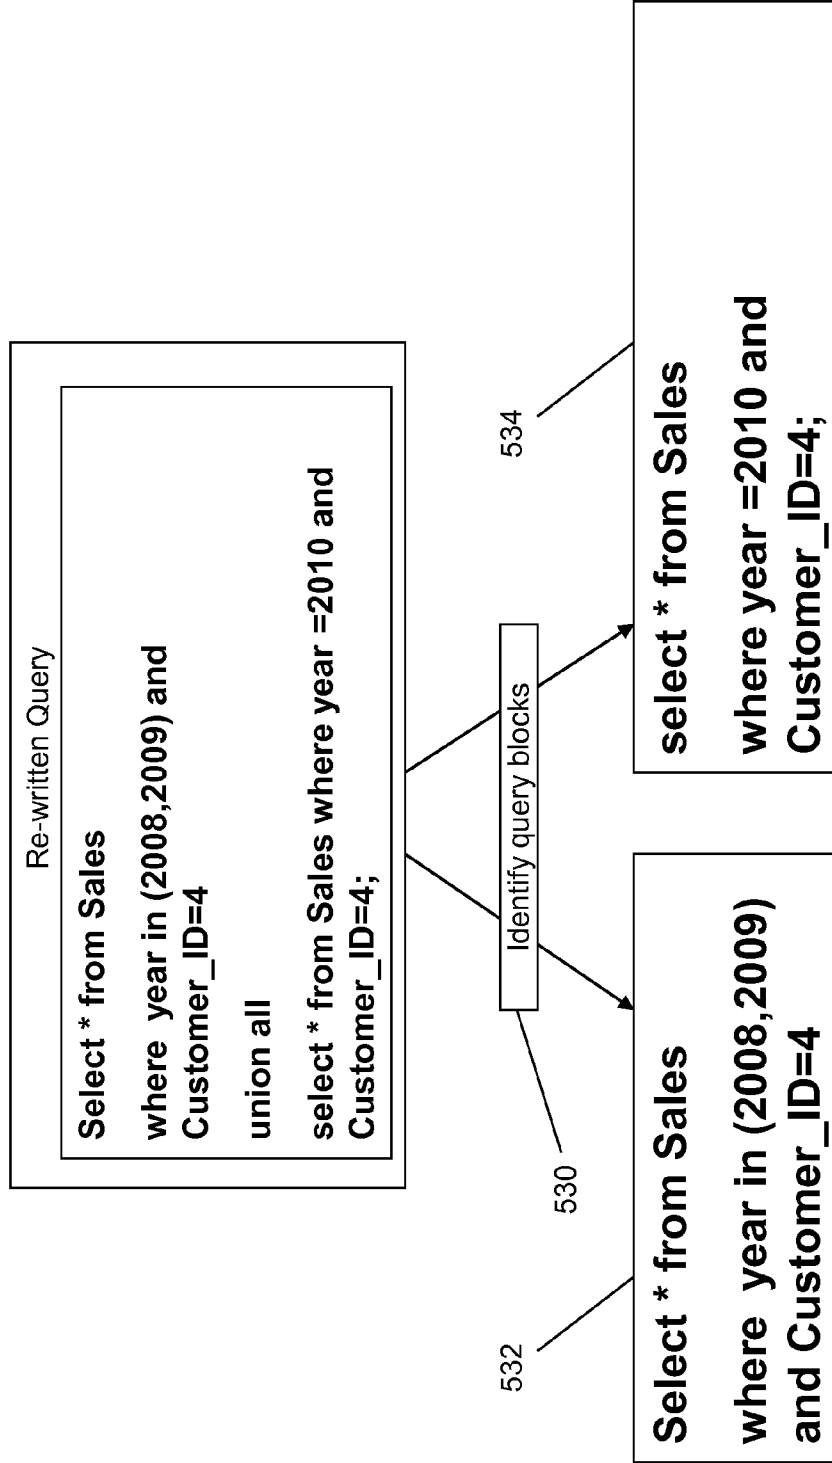 Re-written Query
Select * from Sales
where  year in (2008,2009) and
Customer_ID=4
union all
select * from Sales where year =2010 and
Customer_ID=4;
530
Identify query blocks
532
534
Select * from Sales
where  year in (2008,2009)
and Customer_ID=4
select * from Sales
where year =2010 and
Customer_ID=4;